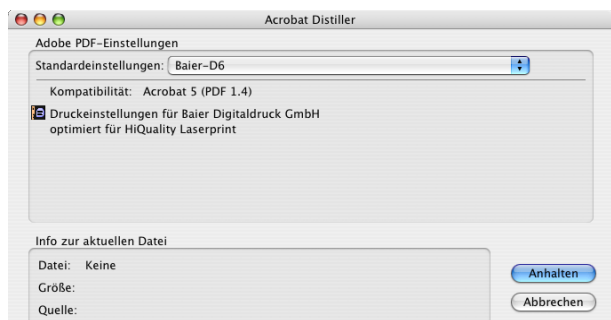 Acrobat Distiller
Adobe PDF-Einstellungen
Standardeinstellungen: Baier-D6
Kompatibilität: Acrobat 5 (PDF 1.4)
Druckeinstellungen für Baier Digitaldruck GmbH
optimiert für HiQuality Laserprint
Info zur aktuellen Datei
Datei: Keine
Anhalten
Größe:
Abbrechen
Quelle: